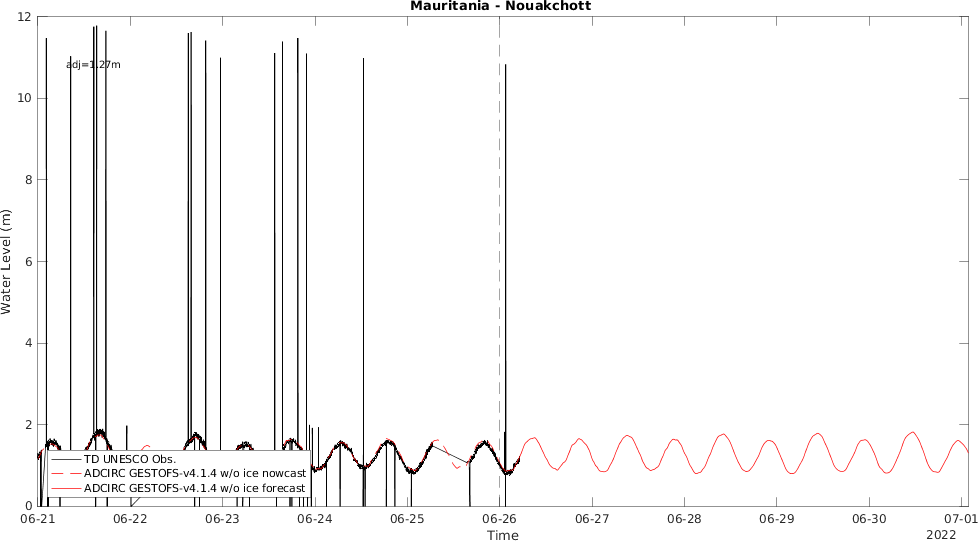 Mauritania - Nouakchott
12
10
8
6
4
2
0
Water Level (m)
adj=1.27m
TD UNESCO Obs.
ADCIRC GESTOFS-v4.1.4 w/o ice nowcast
ADCIRC GESTOFS-v4.1.4 w/o ice forecast
06-21 06-22 06-23 06-24 06-25 06-26 06-27 06-28 06-29 06-30 07-01
2022
Time